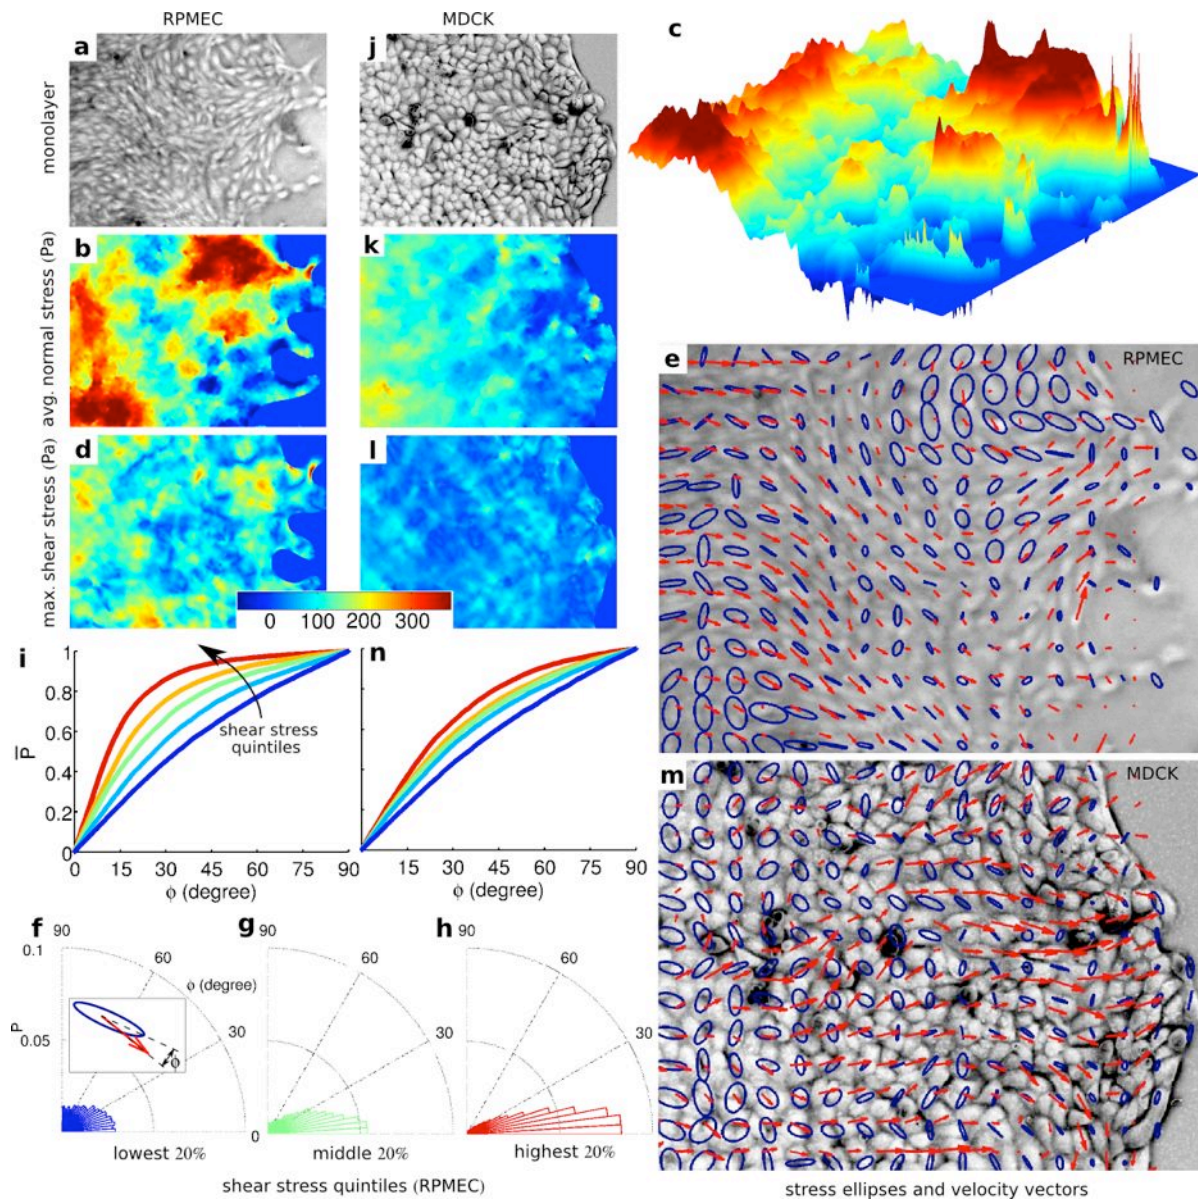 RPMEC
MDCK
a
j
c
monolayer
b
k
avg. normal stress (Pa)
e
RPMEC
d
l
max. shear stress (Pa)
0 100 200 300
i
n
1
0.8
0.6
0.4
0.2
0
P
shear stress
quintiles
0 15 30 45 60 75 90
0 15 30 45 60 75 90
φ (degree)
φ (degree)
m
MDCK
f
g
h
90
90
90
0.1
60
60
60
φ (degree)
P
0.05
30
30
30
φ
0
0
0
lowest 20%
middle 20%
highest 20%
shear stress quintiles (RPMEC)
stress ellipses and velocity vectors